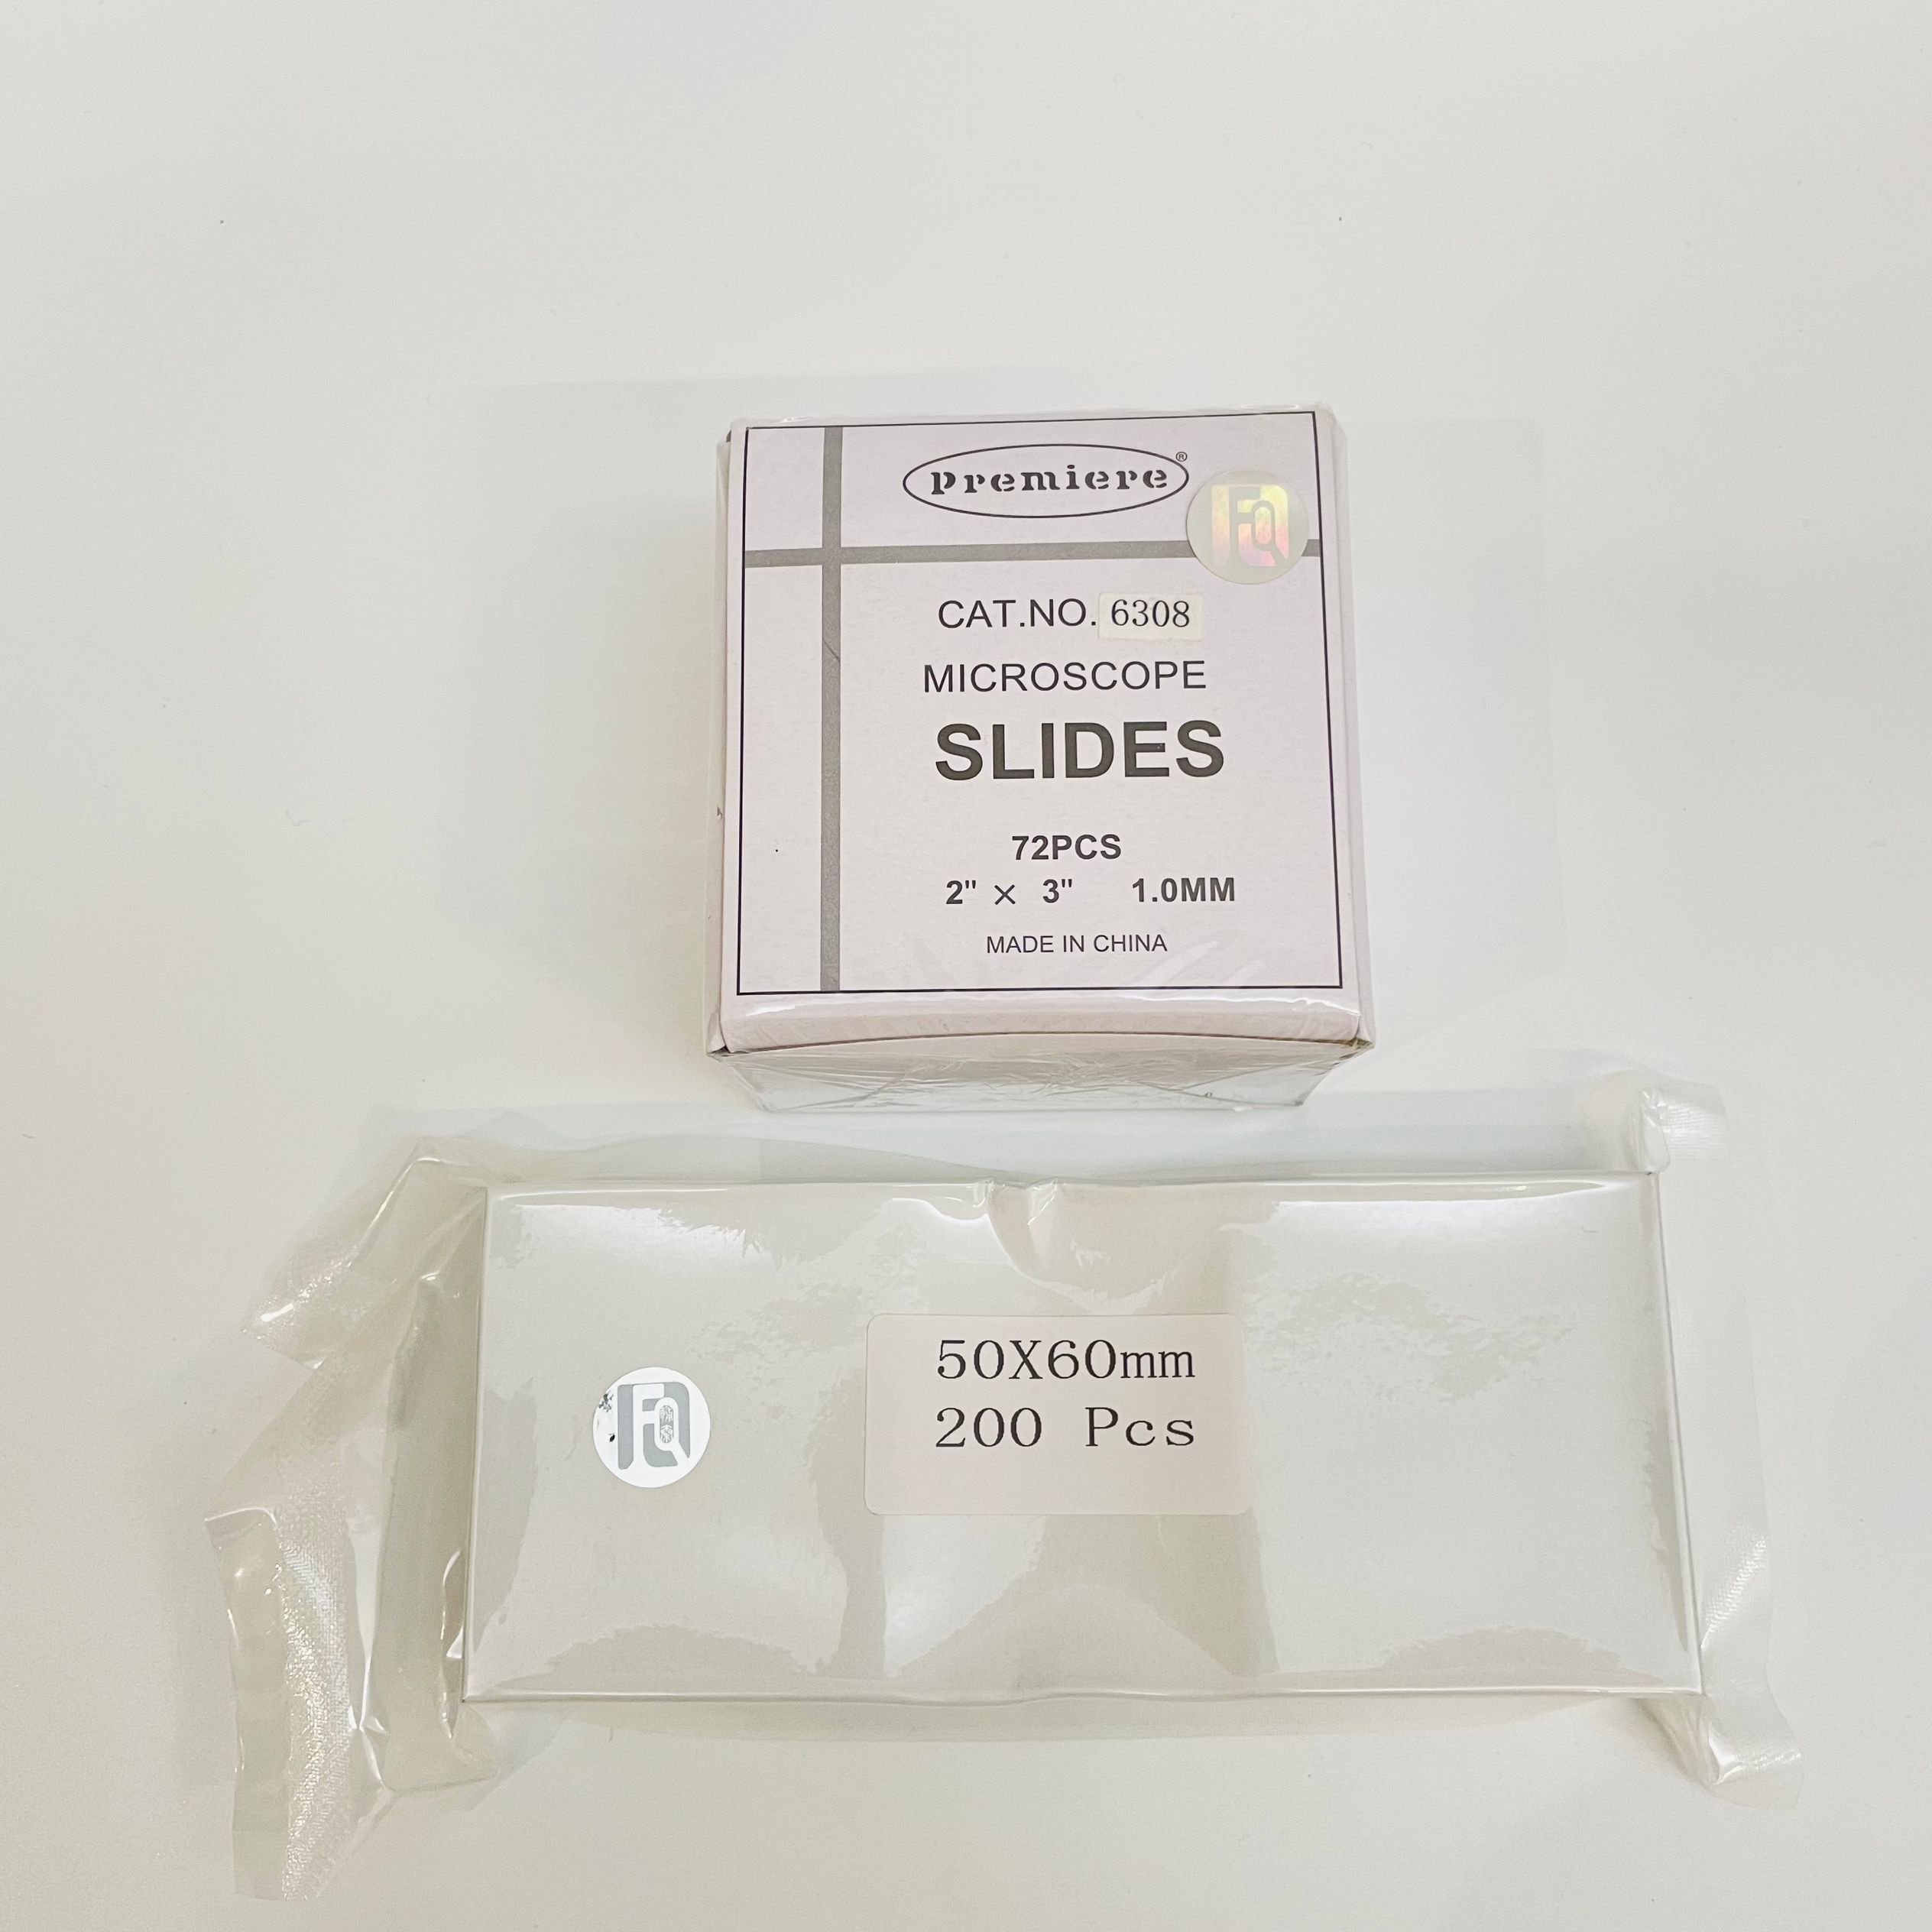 Premiere®
CAT.NO. 6308
MICROSCOPE
SLIDES
72PCS
2" × 3" 1.0MM
MADE IN CHINA
50X60mm
200 Pcs